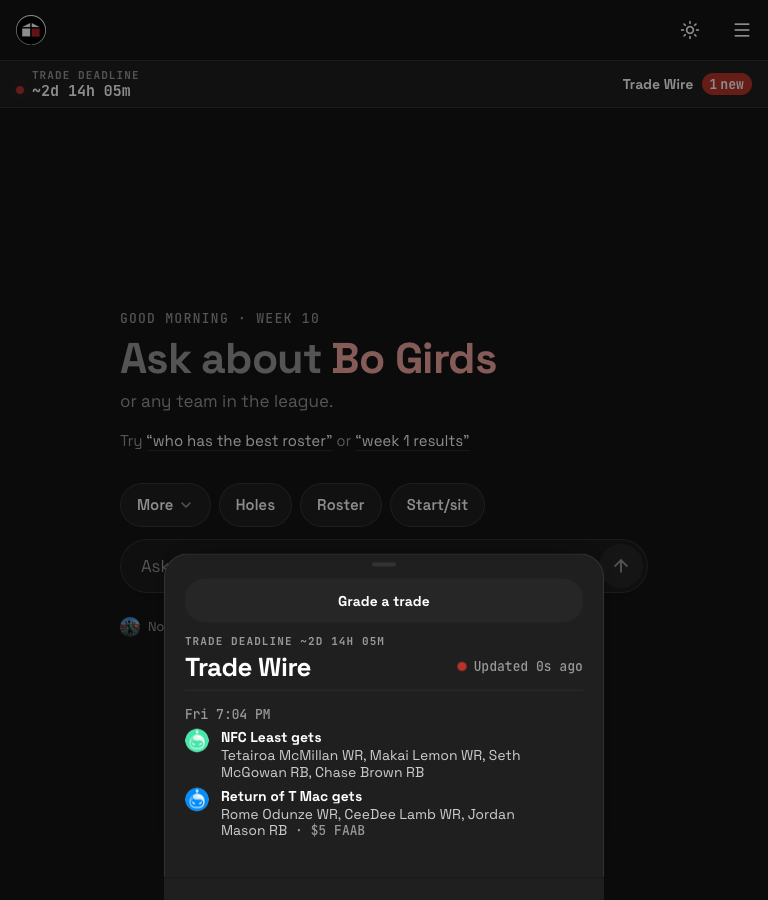 TRADE DEADLINE
~2d 14h 05m
Trade Wire 1 new
GOOD MORNING · WEEK 10
Ask about Bo Girds
or any team in the league.
Try “who has the best roster” or “week 1 results”
More Holes Roster Start/sit
Ask
No
Grade a trade
TRADE DEADLINE ~2D 14H 05M
Trade Wire
Updated 0s ago
Fri 7:04 PM
NFC Least gets
Tetairoa McMillan WR, Makai Lemon WR, Seth
McGowan RB, Chase Brown RB
Return of T Mac gets
Rome Odunze WR, CeeDee Lamb WR, Jordan
Mason RB · $5 FAAB